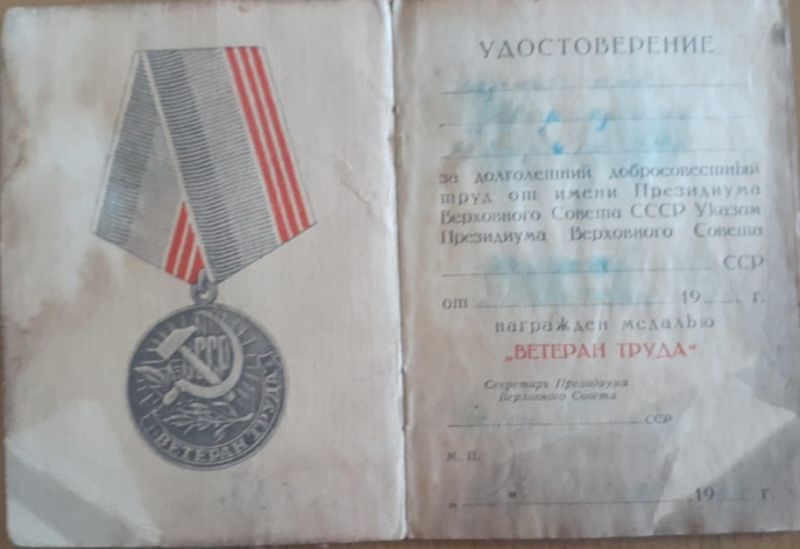 СССР
ВЕТЕРАН ТРУДА
УДОСТОВЕРЕНИЕ
за долголетний добросовестный
труд от имени Президиума
Верховного Совета СССР Указом
Президиума Верховного Совета
ССР
от 19 г.
награжден медалью
„ВЕТЕРАН ТРУДА“
Секретарь Президиума
Верховного Совета
ССР
М. П.
„ “ 19 г.